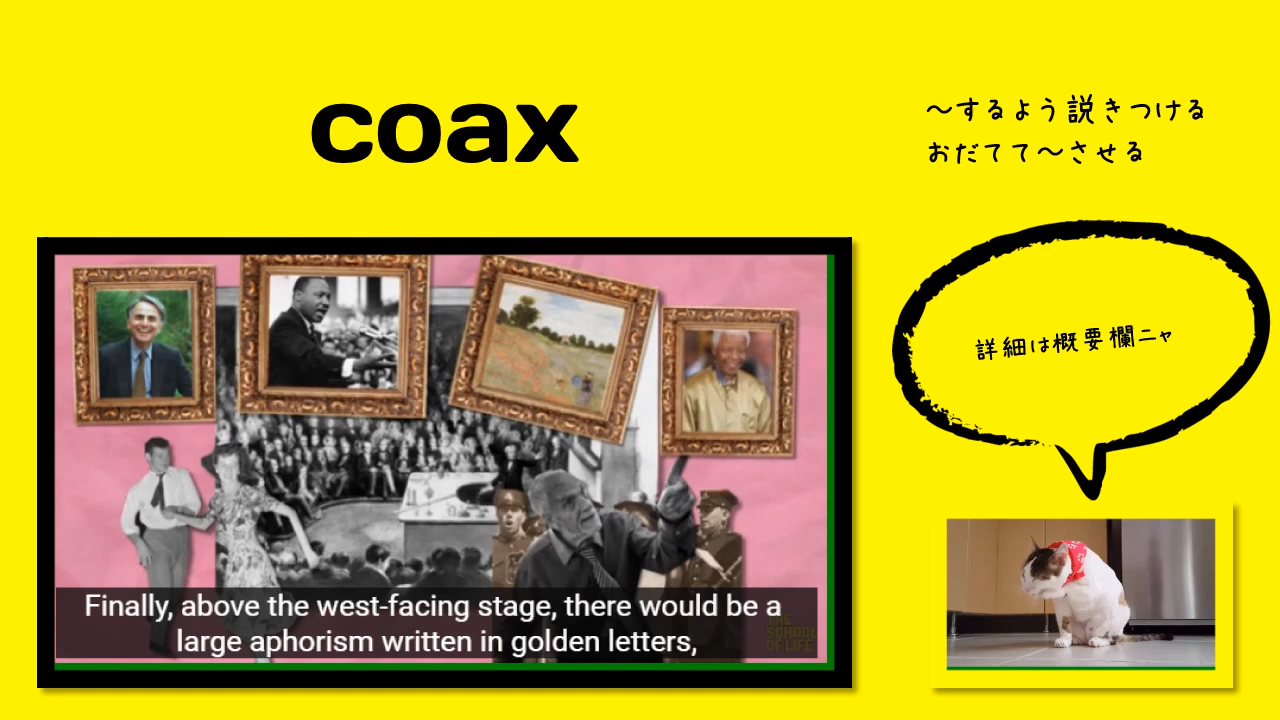 coax
〜するよう説きつける
おだてて〜させる
詳細は概要欄ニャ
Finally, above the west-facing stage, there would be a
large aphorism written in golden letters,
THE
SCHOOL
OF LIFE